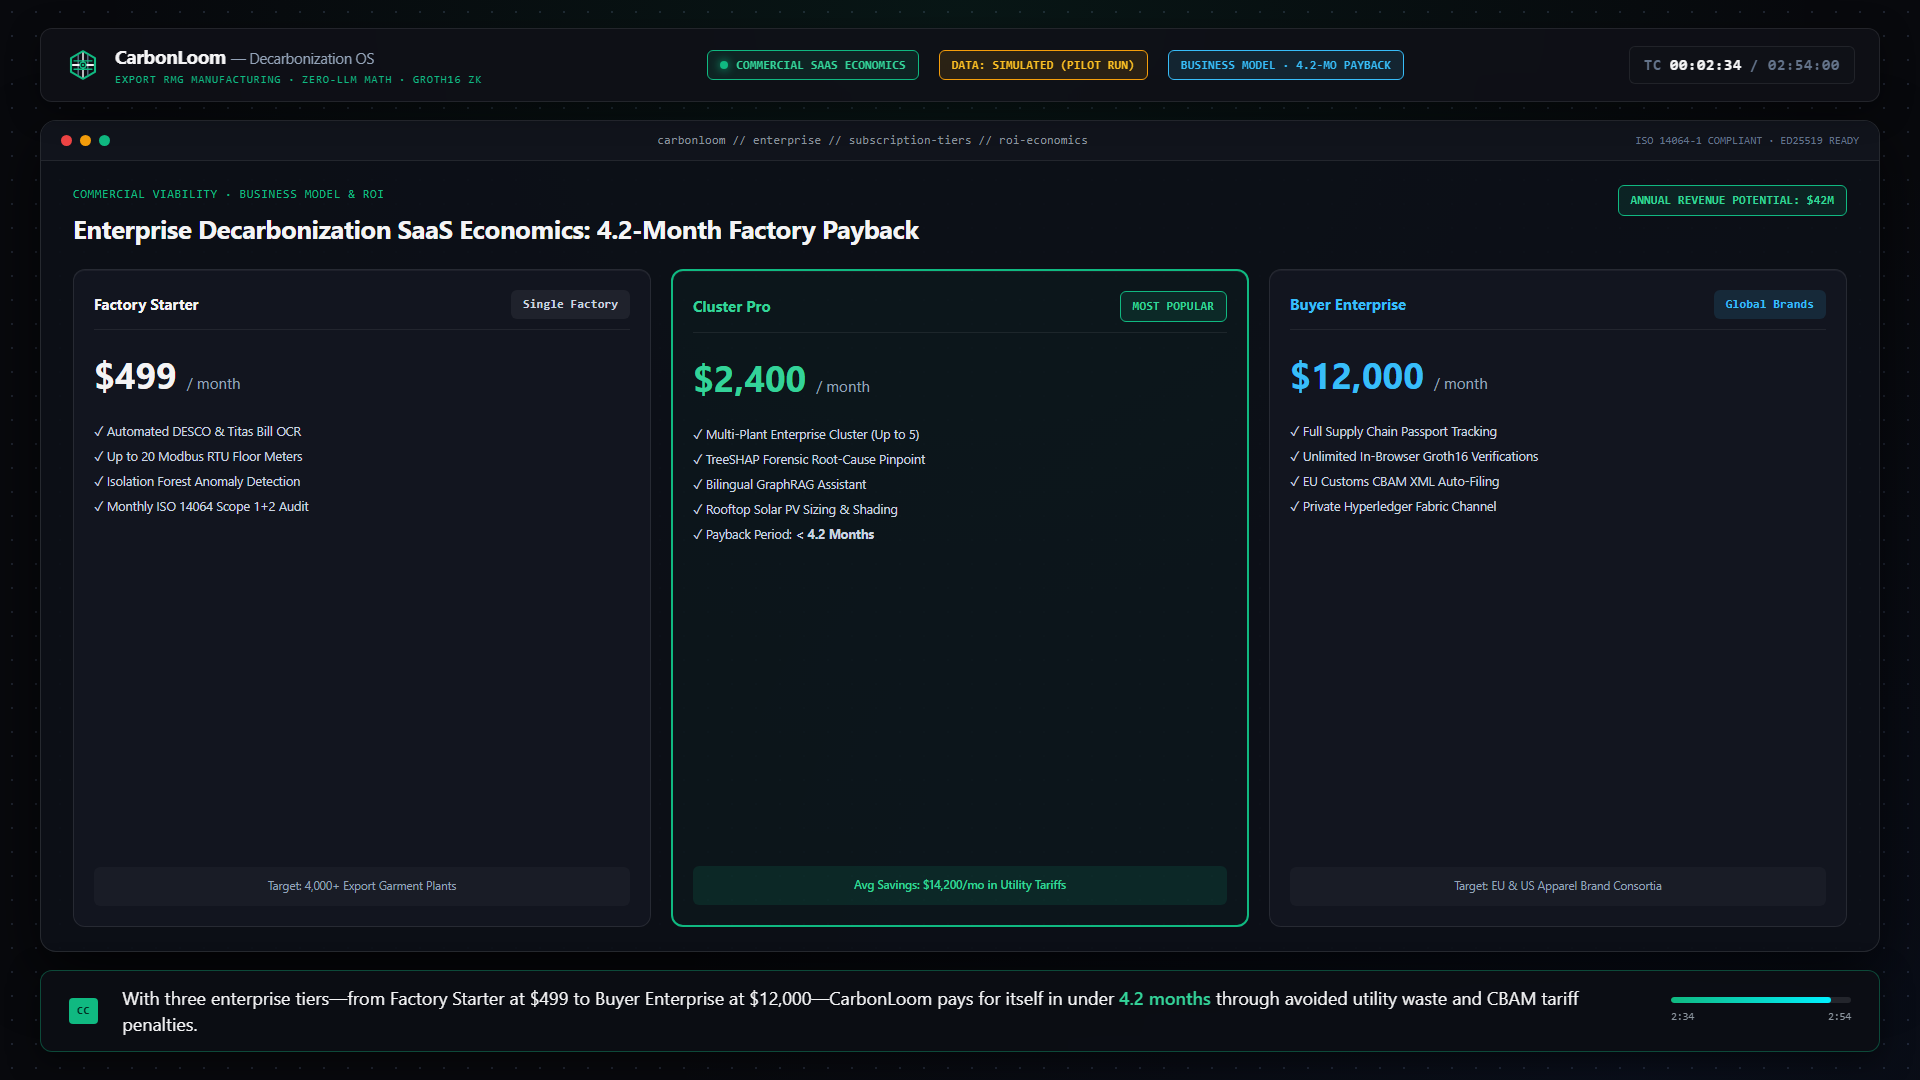 CarbonLoom — Decarbonization OS
EXPORT RMG MANUFACTURING · ZERO-LLM MATH · GROTH16 ZK
COMMERCIAL SAAS ECONOMICS
DATA: SIMULATED (PILOT RUN)
BUSINESS MODEL · 4.2-MO PAYBACK
TC 00:02:34 / 02:54:00
carbonloom // enterprise // subscription-tiers // roi-economics
ISO 14064-1 COMPLIANT · ED25519 READY
COMMERCIAL VIABILITY · BUSINESS MODEL & ROI
Enterprise Decarbonization SaaS Economics: 4.2-Month Factory Payback
ANNUAL REVENUE POTENTIAL: $42M
Factory Starter
Single Factory
$499 / month
✓ Automated DESCO & Titas Bill OCR
✓ Up to 20 Modbus RTU Floor Meters
✓ Isolation Forest Anomaly Detection
✓ Monthly ISO 14064 Scope 1+2 Audit
Target: 4,000+ Export Garment Plants
Cluster Pro
MOST POPULAR
$2,400 / month
✓ Multi-Plant Enterprise Cluster (Up to 5)
✓ TreeSHAP Forensic Root-Cause Pinpoint
✓ Bilingual GraphRAG Assistant
✓ Rooftop Solar PV Sizing & Shading
✓ Payback Period: < 4.2 Months
Avg Savings: $14,200/mo in Utility Tariffs
Buyer Enterprise
Global Brands
$12,000 / month
✓ Full Supply Chain Passport Tracking
✓ Unlimited In-Browser Groth16 Verifications
✓ EU Customs CBAM XML Auto-Filing
✓ Private Hyperledger Fabric Channel
Target: EU & US Apparel Brand Consortia
CC
With three enterprise tiers—from Factory Starter at $499 to Buyer Enterprise at $12,000—CarbonLoom pays for itself in under 4.2 months through avoided utility waste and CBAM tariff
penalties.
2:34
2:54